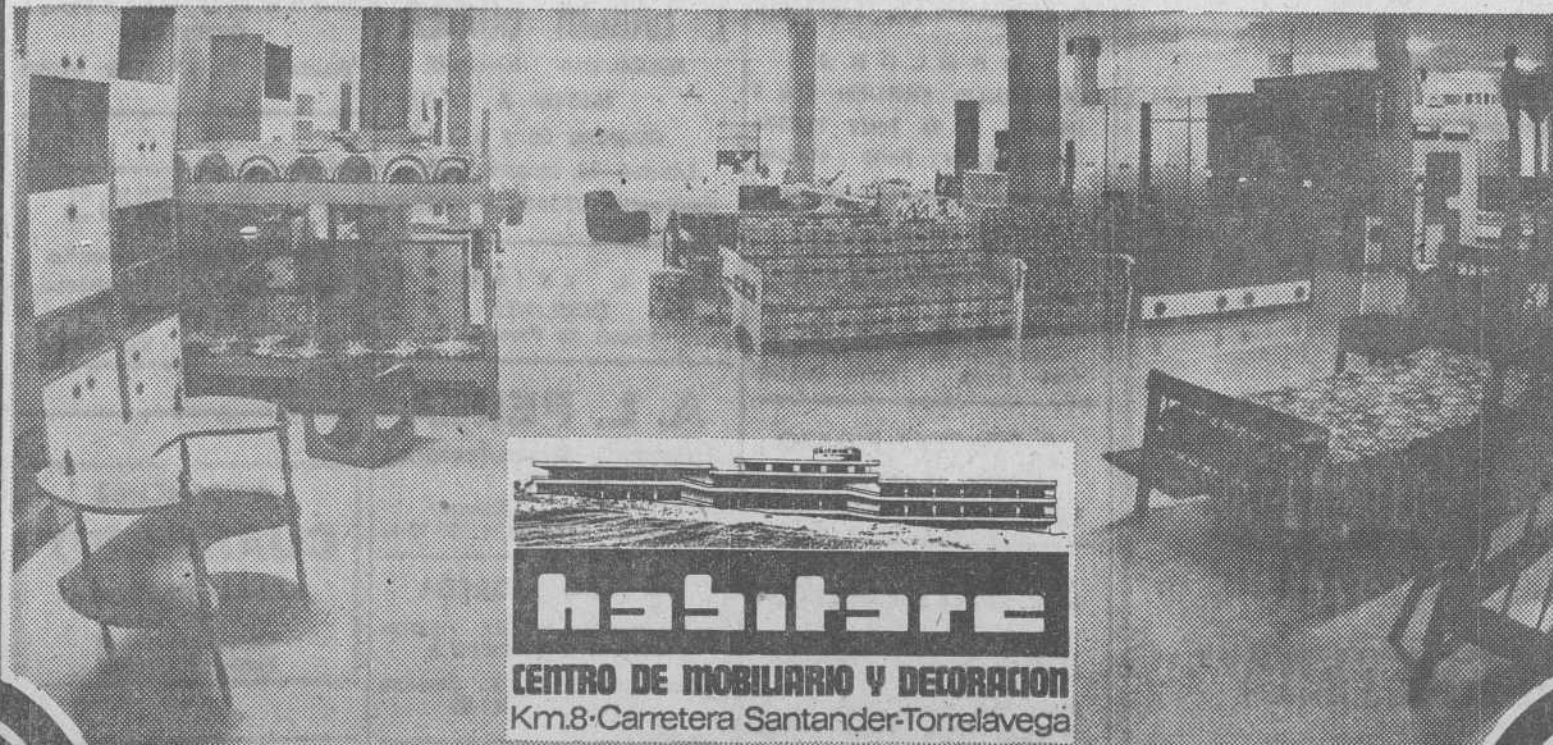 habitare
CENTRO DE MOBILIARIO Y DECORACION
Km.8·Carretera Santander-Torrelavega